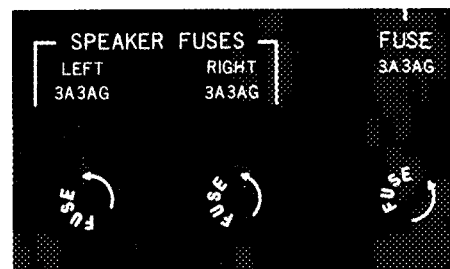 SPEAKER FUSES
LEFT RIGHT
3A3AG 3A3AG
FUSE
3A3AG
FUSE
FUSE
FUSE